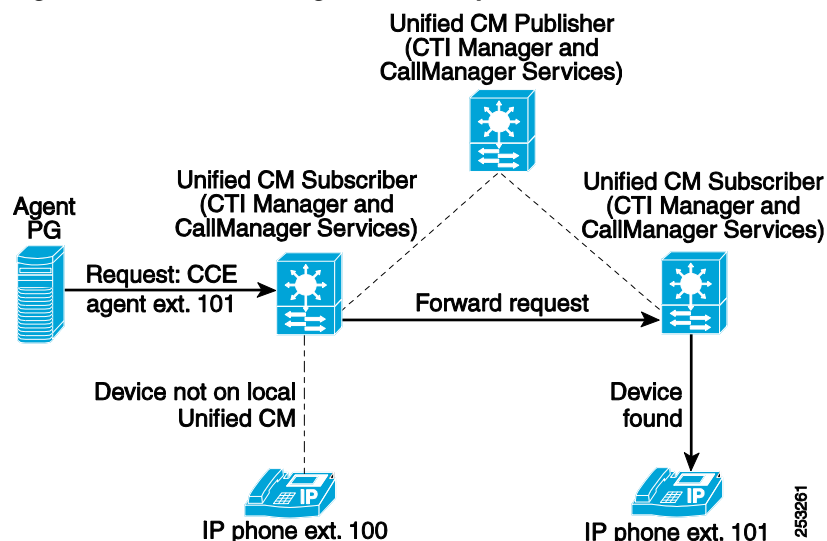 Unified CM Publisher
(CTI Manager and
CallManager Services)
Unified CM Subscriber
(CTI Manager and
CallManager Services)
Unified CM Subscriber
(CTI Manager and
CallManager Services)
Agent
PG
Request: CCE
agent ext. 101
Forward request
Device not on local
Unified CM
Device
found
IP
IP phone ext. 100
IP
IP phone ext. 101
253261